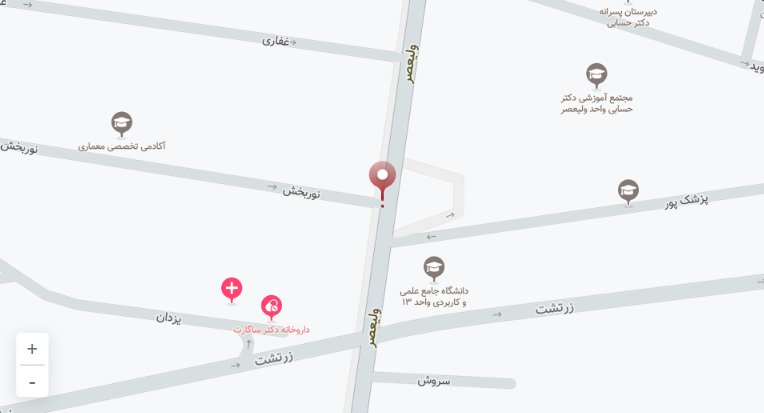 دبیرستان پسرانه
دکتر حسابی
غفاری
ولیعصر
مجتمع آموزشی دکتر
حسابی واحد ولیعصر
آکادمی تخصصی معماری
نوربخش
نوربخش
پزشک پور
دانشگاه جامع علمی
و کاربردی واحد ۱۳
یزدان
داروخانه دکتر ساگارت
زرتشت
ولیعصر
زرتشت
سروش
+
-